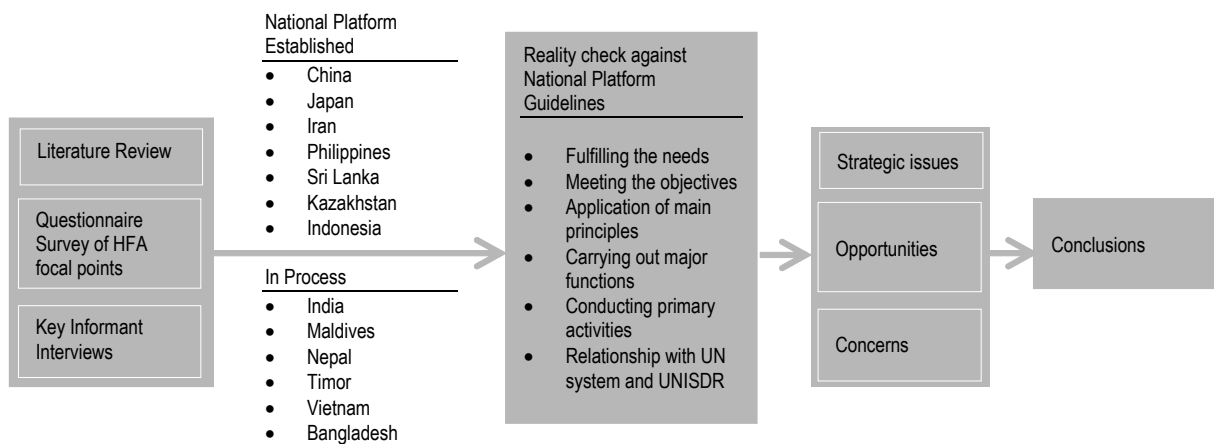 Literature Review
Questionnaire
Survey of HFA
focal points
Key Informant
Interviews
National Platform
Established
• China
• Japan
• Iran
• Philippines
• Sri Lanka
• Kazakhstan
• Indonesia
In Process
• India
• Maldives
• Nepal
• Timor
• Vietnam
• Bangladesh
Reality check against
National Platform
Guidelines
• Fulfilling the needs
• Meeting the objectives
• Application of main
principles
• Carrying out major
functions
• Conducting primary
activities
• Relationship with UN
system and UNISDR
Strategic issues
Opportunities
Concerns
Conclusions